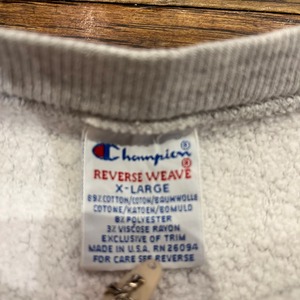 Champion®
REVERSE WEAVE®
X-LARGE
89% COTTON/COTON/BAUMWOLLE
COTONE/KATOEN/BOMULD
8% POLYESTER
3% VISCOSE RAYON
EXCLUSIVE OF TRIM
MADE IN U.S.A. RN 26094
FOR CARE SEE REVERSE